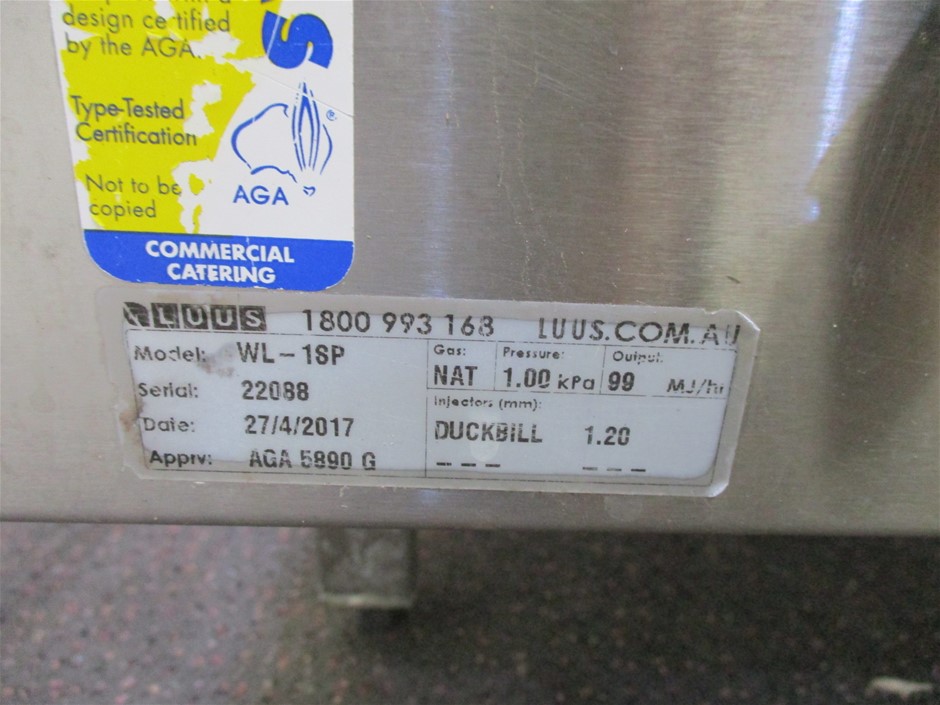 design certified
by the AGA.
Type-Tested
Certification
Not to be
copied
®
AGA
COMMERCIAL
CATERING
LUUS 1800 993 168 LUUS.COM.AU
Model: WL-1SP
Serial: 22088
Date: 27/4/2017
Apprv: AGA 5890 G
Gas: Pressure: Output:
NAT 1.00 kPa 99 MJ/hr
Injectors (mm):
DUCKBILL 1.20
--- ---